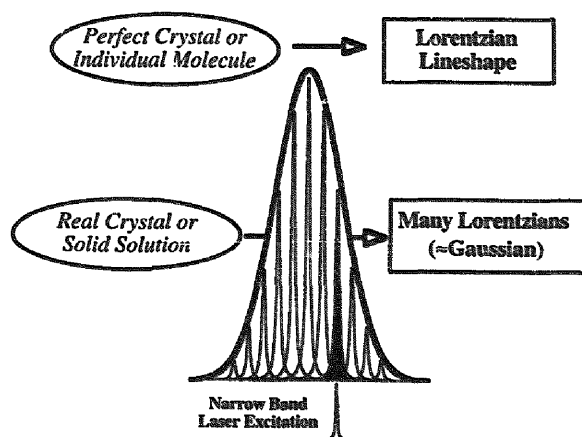 Perfect Crystal or
Individual Molecule
Lorentzian
Lineshape
Real Crystal or
Solid Solution
Many Lorentzians
(≈Gaussian)
Narrow Band
Laser Excitation